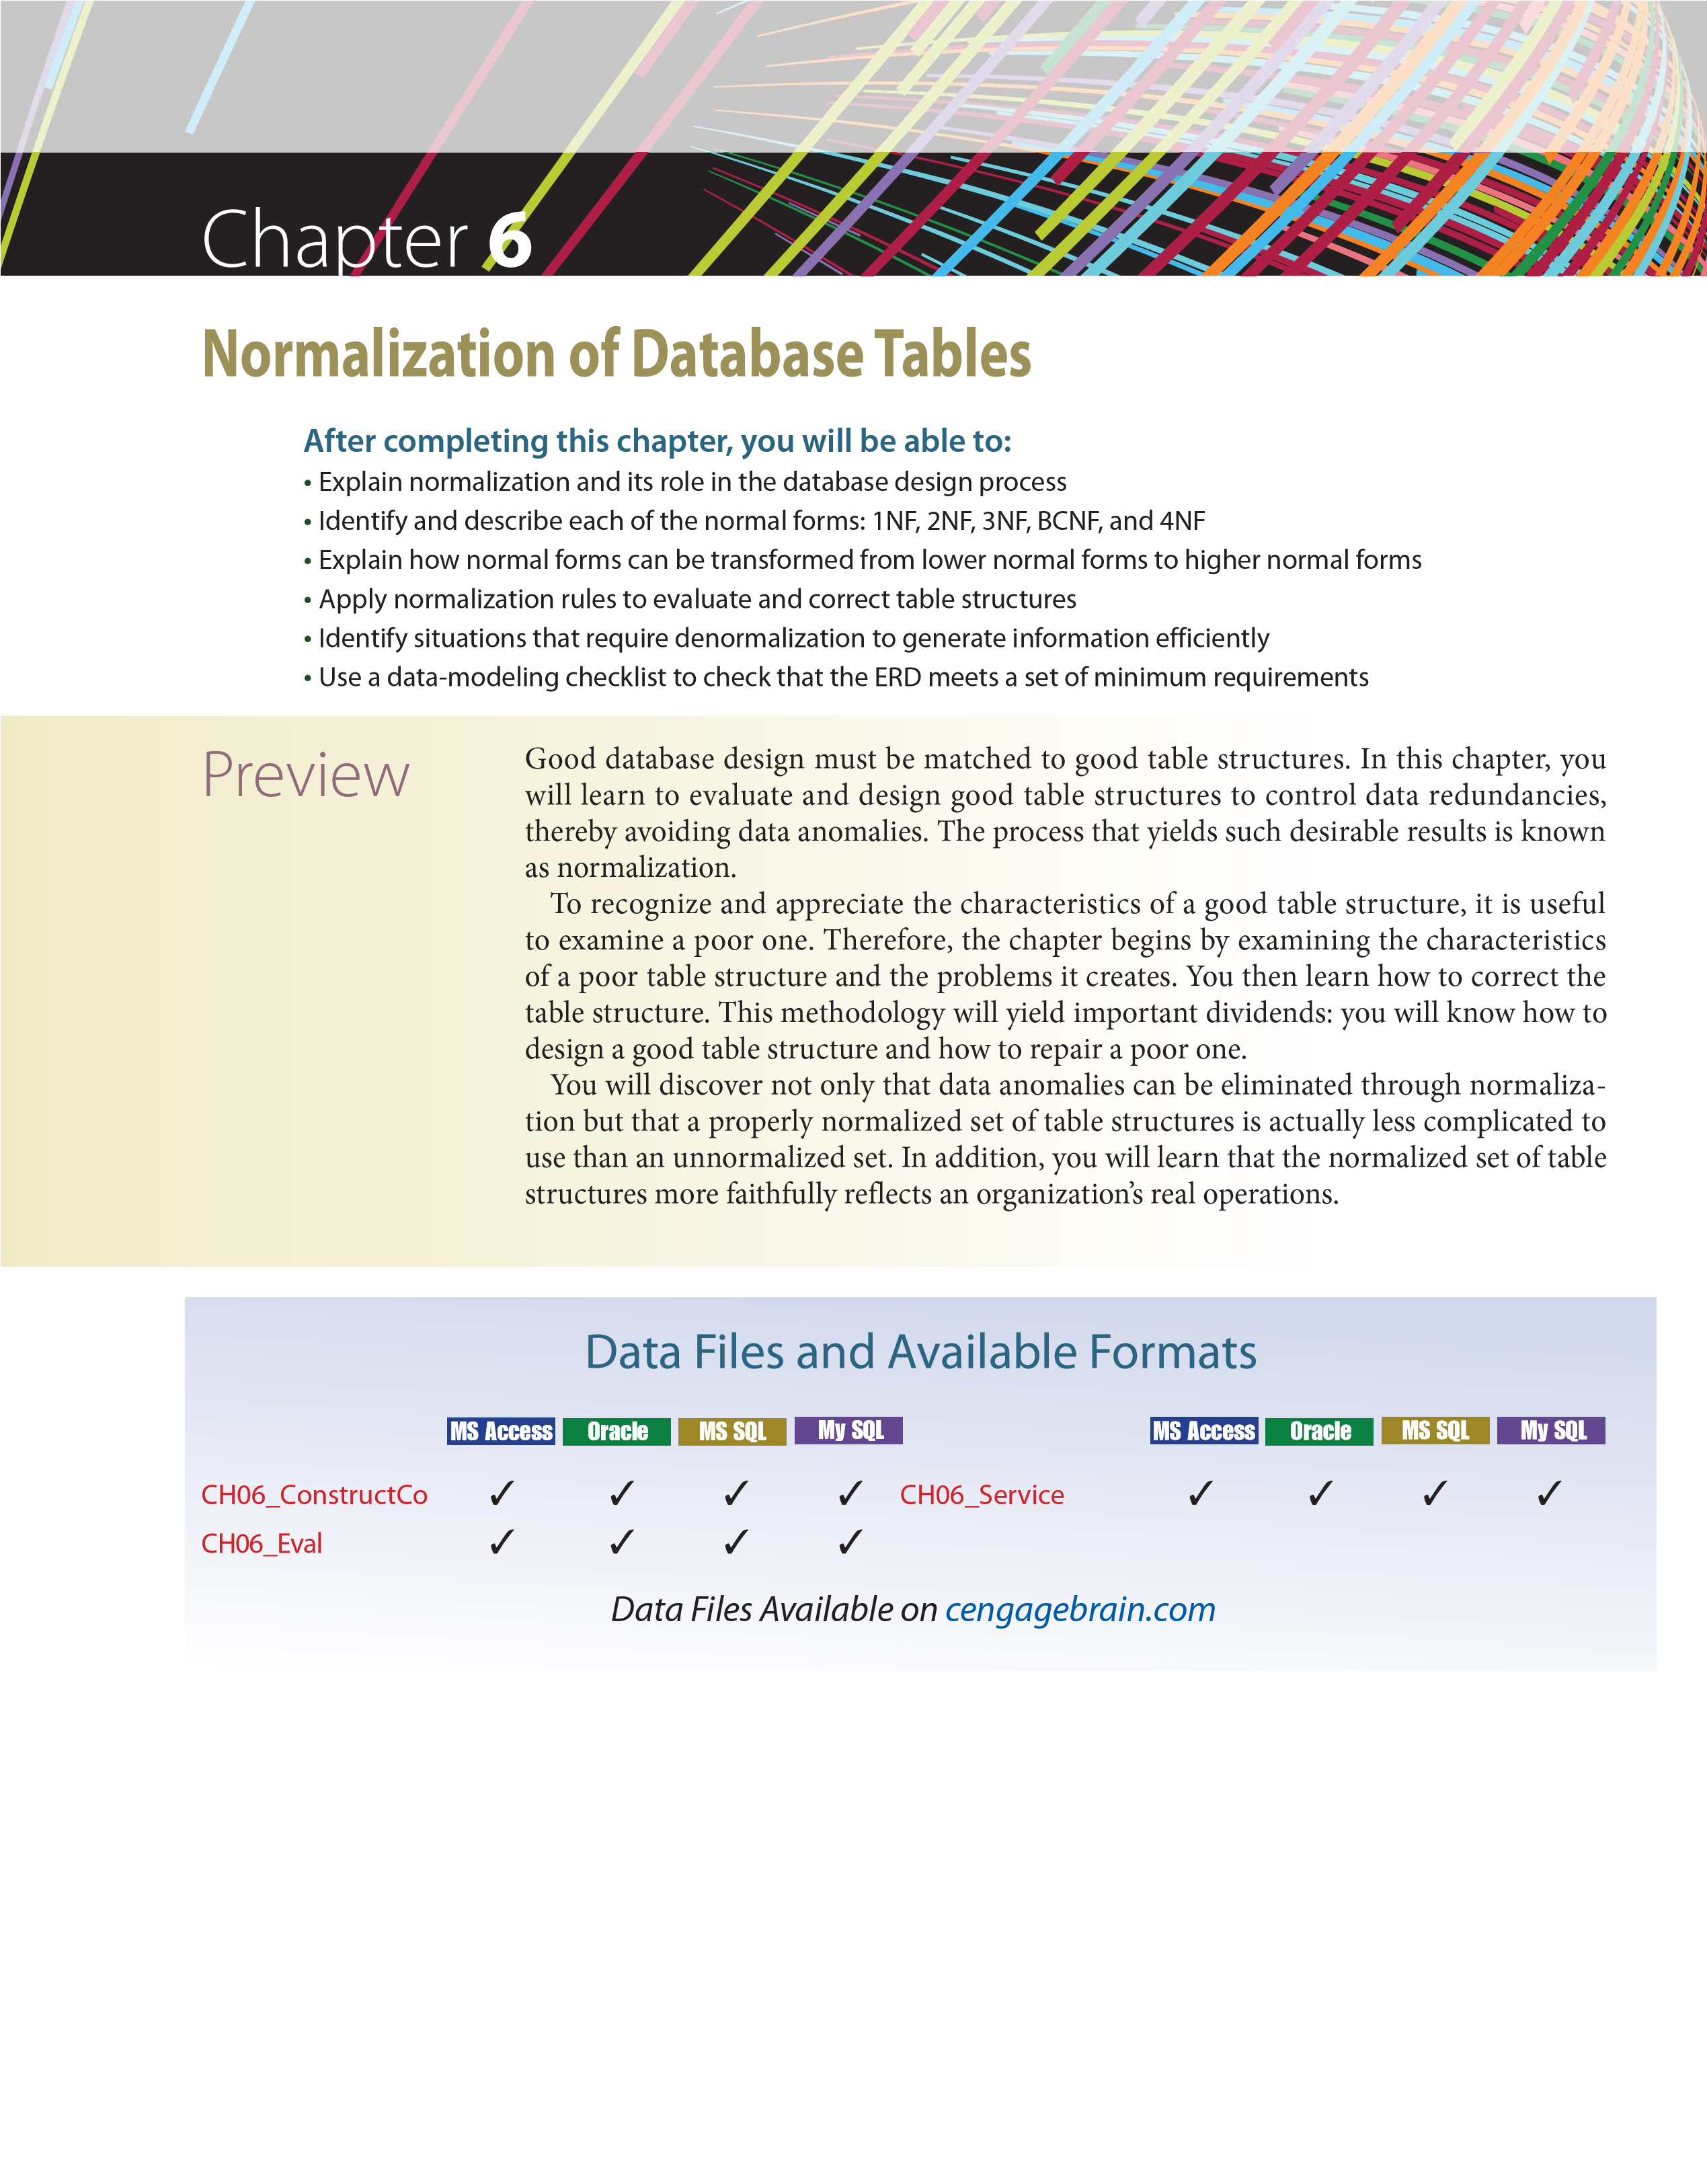 Chapter 6
Normalization of Database Tables
After completing this chapter, you will be able to:
• Explain normalization and its role in the database design process
• Identify and describe each of the normal forms: 1NF, 2NF, 3NF, BCNF, and 4NF
• Explain how normal forms can be transformed from lower normal forms to higher normal forms
• Apply normalization rules to evaluate and correct table structures
• Identify situations that require denormalization to generate information efficiently
• Use a data-modeling checklist to check that the ERD meets a set of minimum requirements
Preview
Good database design must be matched to good table structures. In this chapter, you
will learn to evaluate and design good table structures to control data redundancies,
thereby avoiding data anomalies. The process that yields such desirable results is known
as normalization.
To recognize and appreciate the characteristics of a good table structure, it is useful
to examine a poor one. Therefore, the chapter begins by examining the characteristics
of a poor table structure and the problems it creates. You then learn how to correct the
table structure. This methodology will yield important dividends: you will know how to
design a good table structure and how to repair a poor one.
You will discover not only that data anomalies can be eliminated through normaliza-
tion but that a properly normalized set of table structures is actually less complicated to
use than an unnormalized set. In addition, you will learn that the normalized set of table
structures more faithfully reflects an organization’s real operations.
Data Files and Available Formats
MS Access Oracle MS SQL My SQL MS Access Oracle MS SQL My SQL
CH06_ConstructCo ✓ ✓ ✓ ✓ CH06_Service ✓ ✓ ✓ ✓
CH06_Eval ✓ ✓ ✓ ✓
Data Files Available on cengagebrain.com